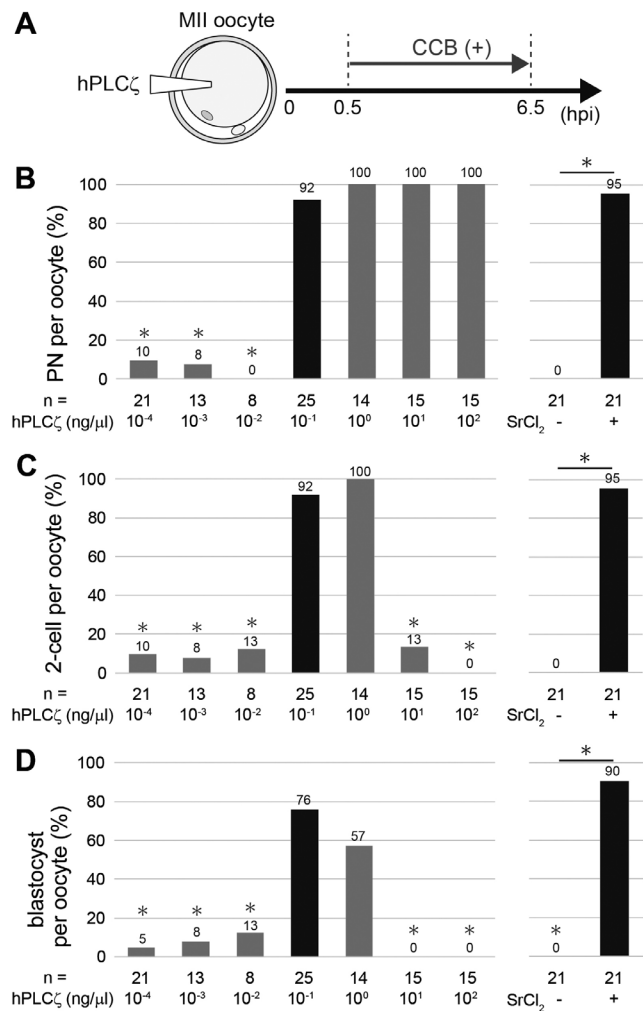 A
MII oocyte
hPLCζ
CCB (+)
0 0.5 6.5 (hpi)
B
PN per oocyte (%)
100
80
60
40
20
0
* * *
10 8 0 92 100 100 100
*
0 95
n = 21 13 8 25 14 15 15 21 21
hPLCζ (ng/μl) 10⁻⁴ 10⁻³ 10⁻² 10⁻¹ 10⁰ 10¹ 10² SrCl₂ - +
C
2-cell per oocyte (%)
100
80
60
40
20
0
* * * * *
10 8 13 92 100 13 0
*
0 95
n = 21 13 8 25 14 15 15 21 21
hPLCζ (ng/μl) 10⁻⁴ 10⁻³ 10⁻² 10⁻¹ 10⁰ 10¹ 10² SrCl₂ - +
D
blastocyst
per oocyte (%)
100
80
60
40
20
0
* * * * *
5 8 13 76 57 0 0
* *
0 90
n = 21 13 8 25 14 15 15 21 21
hPLCζ (ng/μl) 10⁻⁴ 10⁻³ 10⁻² 10⁻¹ 10⁰ 10¹ 10² SrCl₂ - +